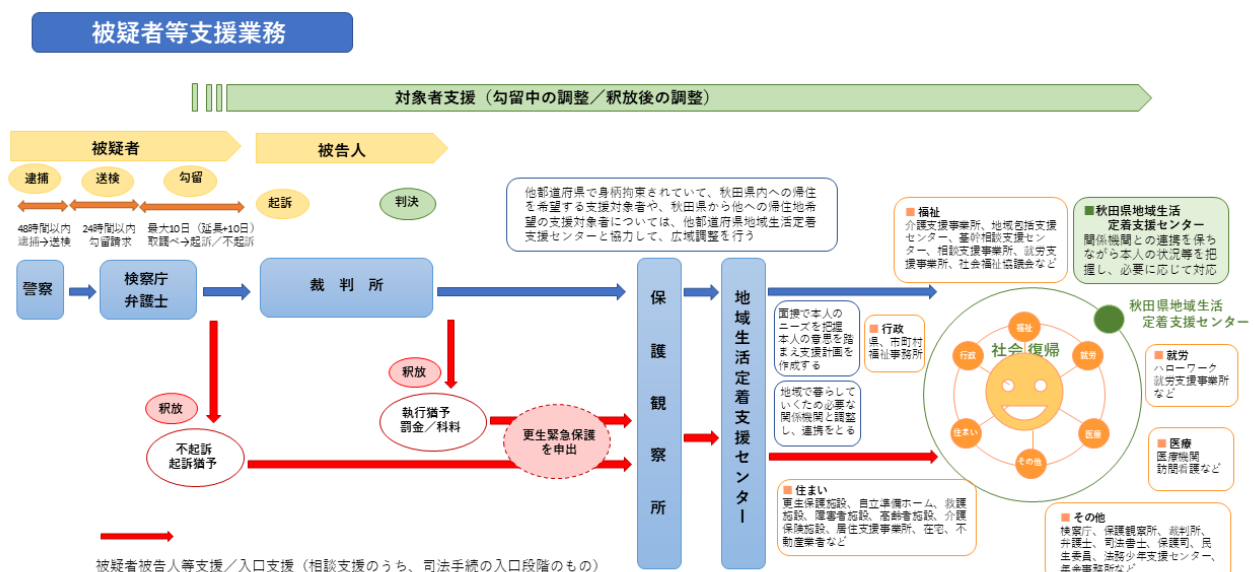 被疑者等支援業務
対象者支援（勾留中の調整／釈放後の調整）
被疑者
被告人
逮捕
送検
勾留
起訴
判決
48時間以内
逮捕→送検
24時間以内
勾留請求
最大10日（延長+10日）
取調べ→起訴／不起訴
他都道府県で身柄拘束されていて、秋田県内への帰住
を希望する支援対象者や、秋田県から他への帰住地希
望の支援対象者については、他都道府県地域生活定着
支援センターと協力して、広域調整を行う
■福祉
介護支援事業所、地域包括支援
センター、基幹相談支援セン
ター、相談支援事業所、就労支
援事業所、社会福祉協議会など
■秋田県地域生活
定着支援センター
関係機関との連携を保ち
ながら本人の状況等を把
握し、必要に応じて対応
警察
検察庁
弁護士
裁　判　所
保護観察所
地域生活定着支援センター
面接で本人の
ニーズを把握
本人の意思を踏
まえ支援計画を
作成する
■行政
県、市町村
福祉事務所
地域で暮らして
いくため必要な
関係機関と調整
し、連携をとる
秋田県地域生活
定着支援センター
社会復帰
福祉
行政
就労
住まい
医療
その他
■就労
ハローワーク
就労支援事業所
など
■医療
医療機関
訪問看護など
釈放
釈放
執行猶予
罰金／科料
不起訴
起訴猶予
更生緊急保護
を申出
■住まい
更生保護施設、自立準備ホーム、救護
施設、障害者施設、高齢者施設、介護
保険施設、居住支援事業所、在宅、不
動産業者など
■その他
検察庁、保護観察所、裁判所、
弁護士、司法書士、保護司、民
生委員、法務少年支援センター、
年金事務所など
被疑者被告人等支援／入口支援（相談支援のうち、司法手続の入口段階のもの）